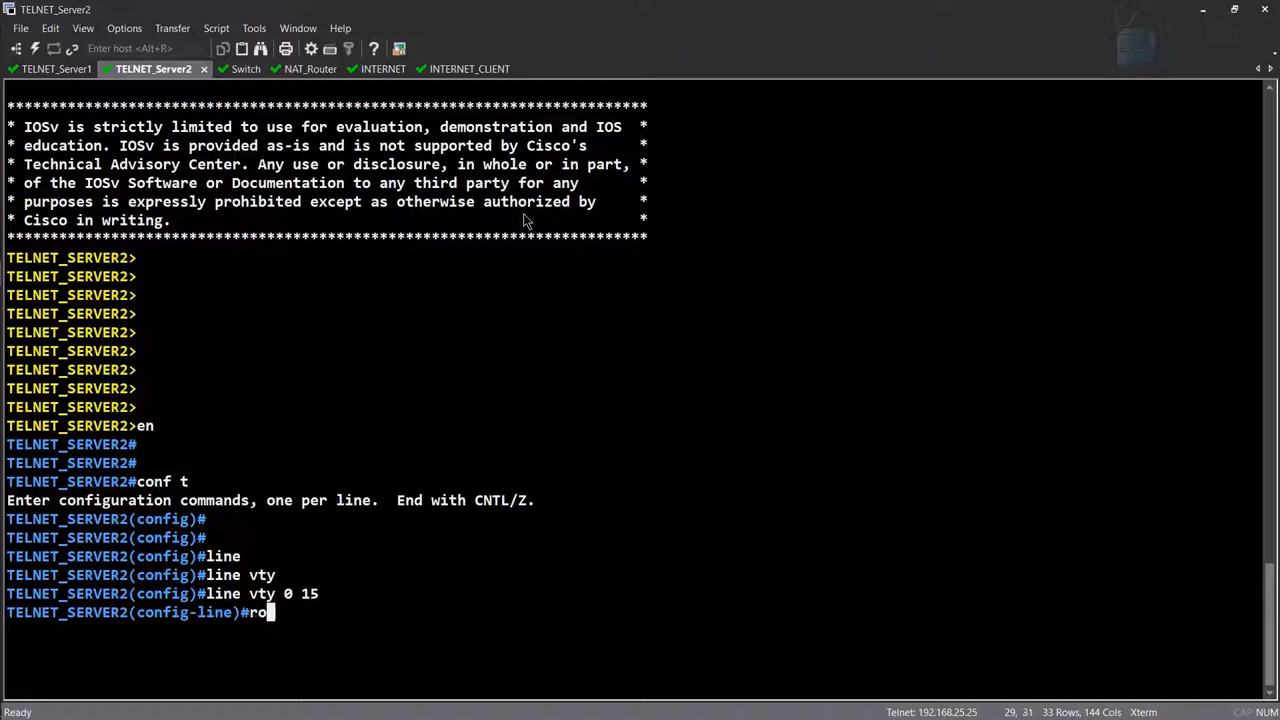 TELNET_Server2
File Edit View Options Transfer Script Tools Window Help
Enter host <Alt+R>
TELNET_Server1 TELNET_Server2 Switch NAT_Router INTERNET INTERNET_CLIENT
**************************************************************************
* IOSv is strictly limited to use for evaluation, demonstration and IOS  *
* education. IOSv is provided as-is and is not supported by Cisco's      *
* Technical Advisory Center. Any use or disclosure, in whole or in part, *
* of the IOSv Software or Documentation to any third party for any       *
* purposes is expressly prohibited except as otherwise authorized by     *
* Cisco in writing.                                                      *
**************************************************************************
TELNET_SERVER2>
TELNET_SERVER2>
TELNET_SERVER2>
TELNET_SERVER2>
TELNET_SERVER2>
TELNET_SERVER2>
TELNET_SERVER2>
TELNET_SERVER2>
TELNET_SERVER2>
TELNET_SERVER2>en
TELNET_SERVER2#
TELNET_SERVER2#
TELNET_SERVER2#conf t
Enter configuration commands, one per line.  End with CNTL/Z.
TELNET_SERVER2(config)#
TELNET_SERVER2(config)#
TELNET_SERVER2(config)#line
TELNET_SERVER2(config)#line vty
TELNET_SERVER2(config)#line vty 0 15
TELNET_SERVER2(config-line)#ro
Ready Telnet: 192.168.25.25 29, 31 33 Rows, 144 Cols Xterm CAP NUM